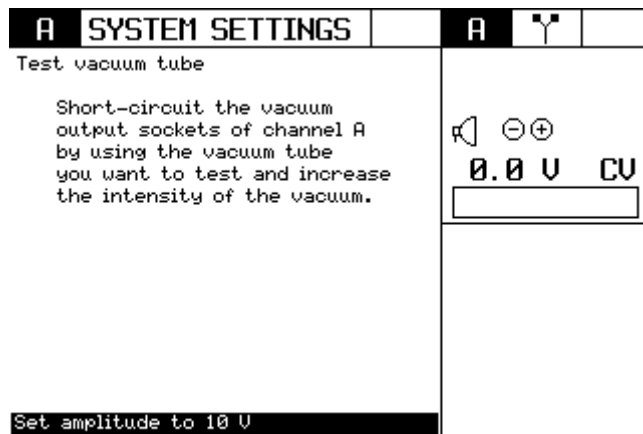 A SYSTEM SETTINGS A
Test vacuum tube
Short-circuit the vacuum
output sockets of channel A
by using the vacuum tube
you want to test and increase
the intensity of the vacuum.
0.0 V CV
Set amplitude to 10 V